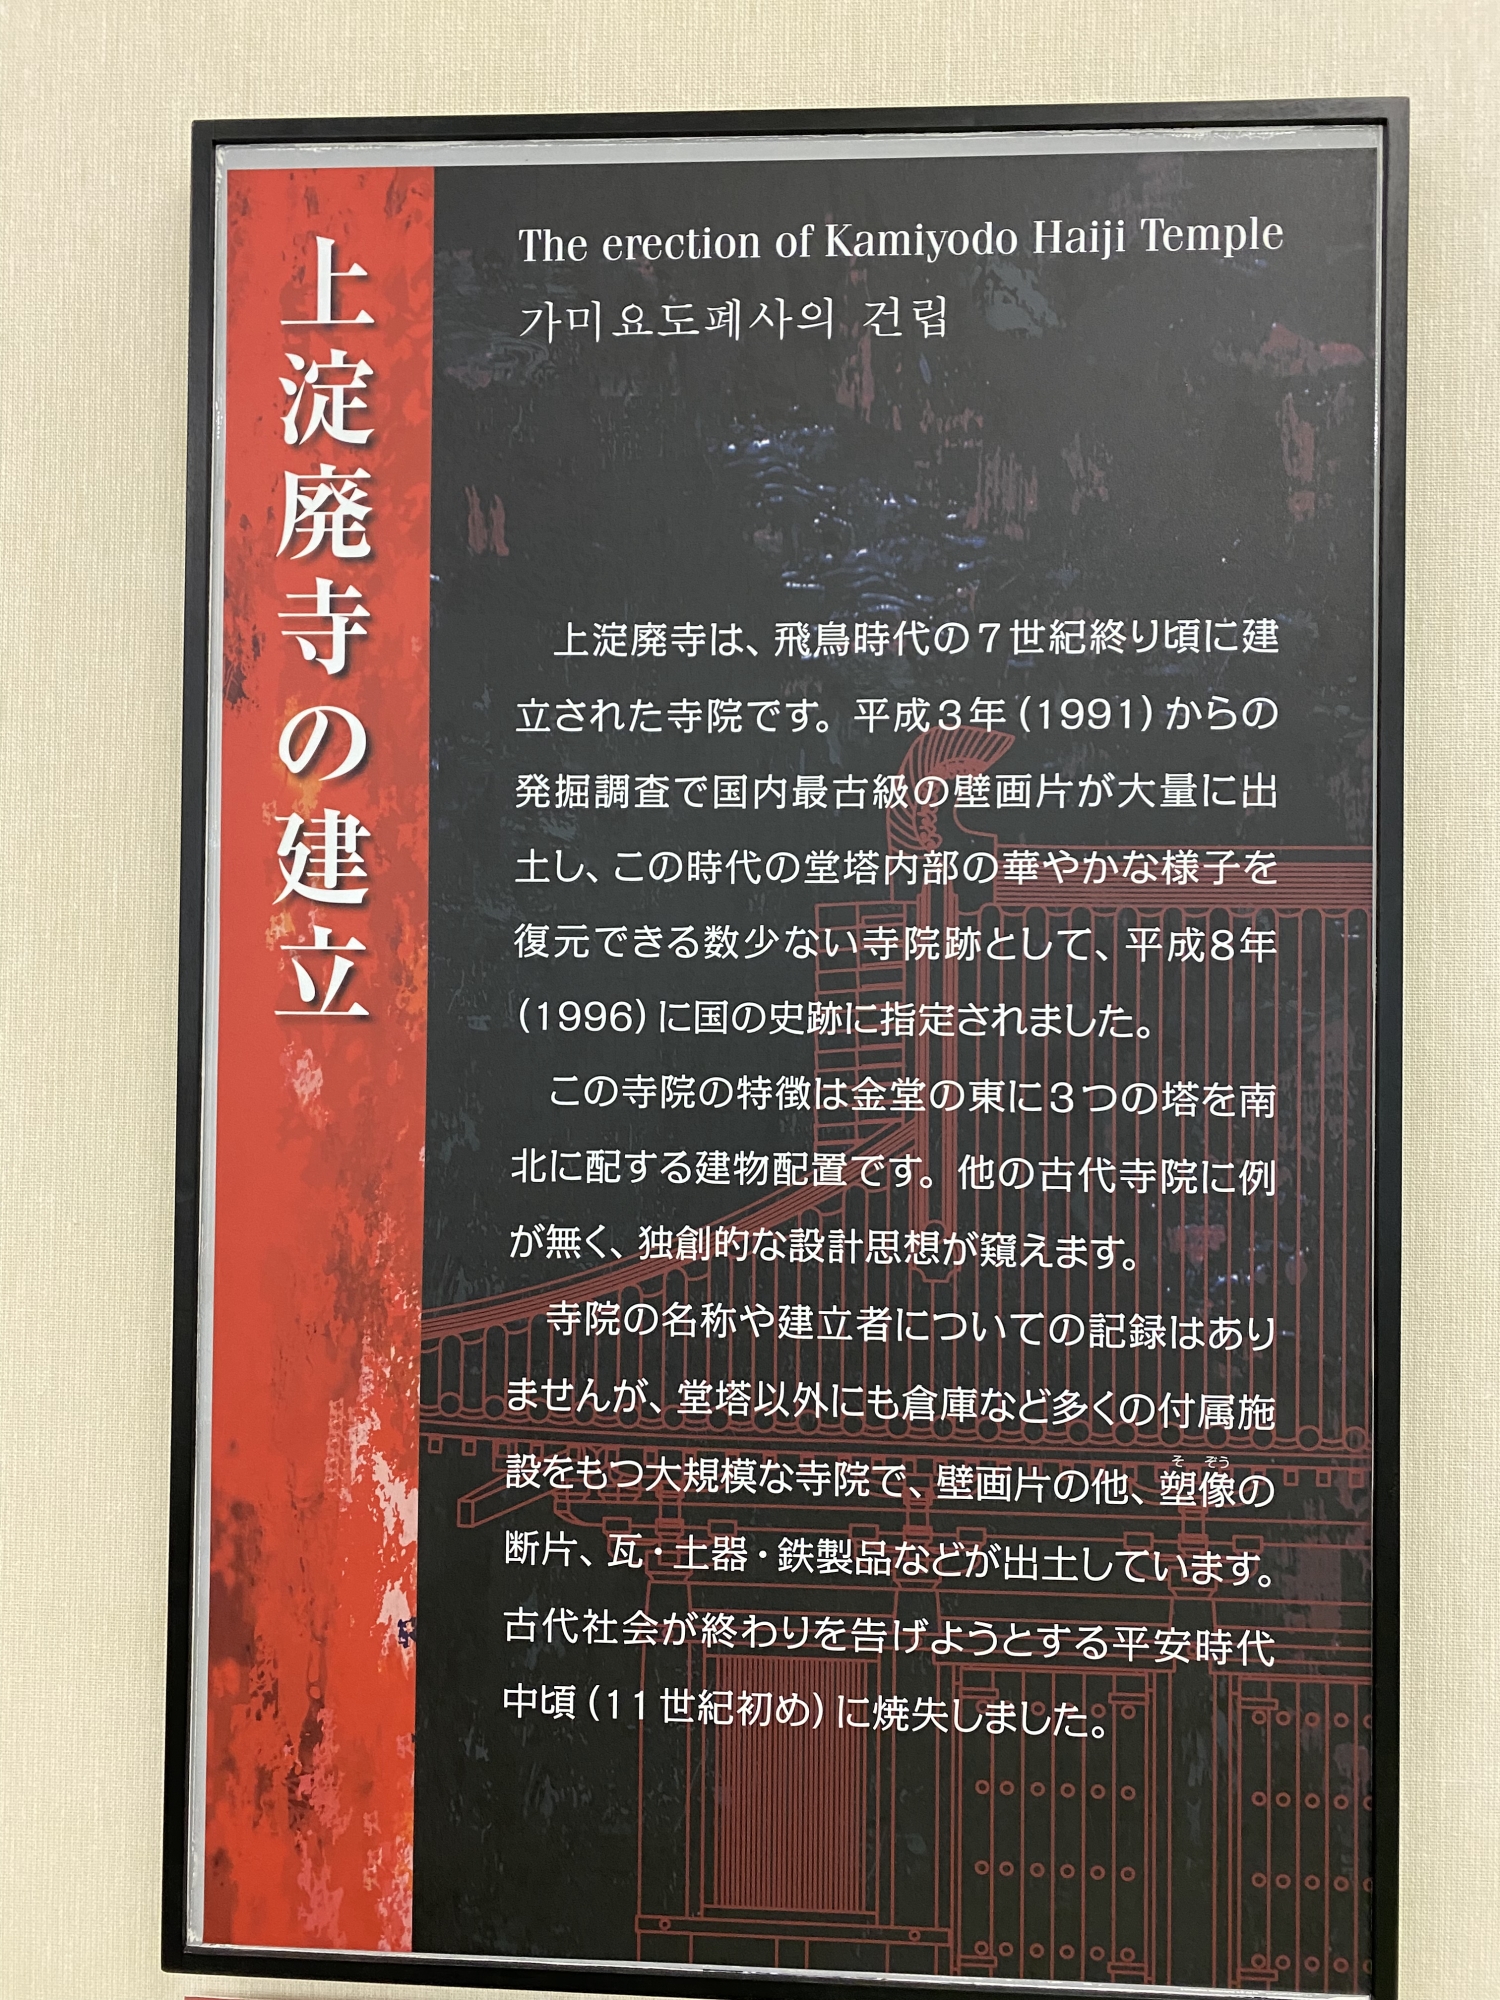 上淀廃寺の建立
The erection of Kamiyodo Haiji Temple
가미요도폐사의 건립
上淀廃寺は、飛鳥時代の７世紀終り頃に建
立された寺院です。平成３年（1991）からの
発掘調査で国内最古級の壁画片が大量に出
土し、この時代の堂塔内部の華やかな様子を
復元できる数少ない寺院跡として、平成８年
（1996）に国の史跡に指定されました。
この寺院の特徴は金堂の東に３つの塔を南
北に配する建物配置です。他の古代寺院に例
が無く、独創的な設計思想が窺えます。
寺院の名称や建立者についての記録はあり
ませんが、堂塔以外にも倉庫など多くの付属施
そ ぞう
設をもつ大規模な寺院で、壁画片の他、塑像の
断片、瓦・土器・鉄製品などが出土しています。
古代社会が終わりを告げようとする平安時代
中頃（11世紀初め）に焼失しました。